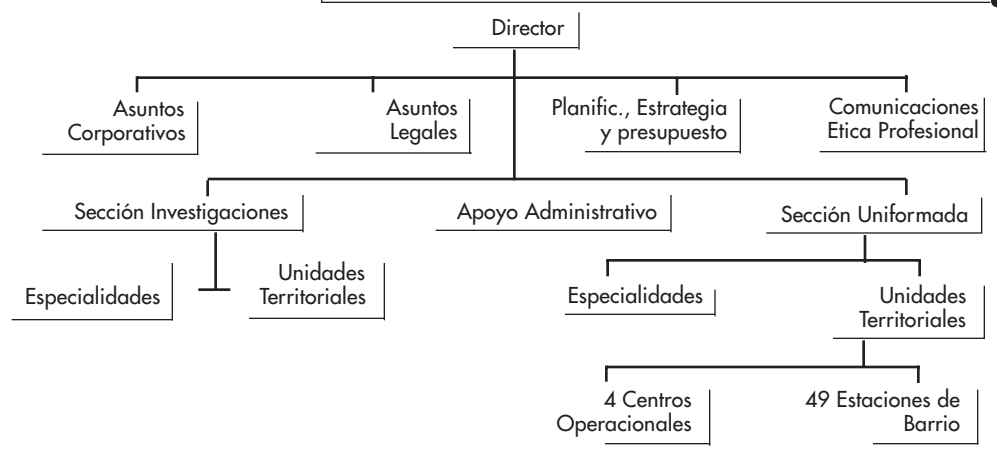 Director
Asuntos
Corporativos
Asuntos
Legales
Planific., Estrategia
y presupuesto
Comunicaciones
Etica Profesional
Sección Investigaciones
Apoyo Administrativo
Sección Uniformada
Especialidades
Unidades
Territoriales
Especialidades
Unidades
Territoriales
4 Centros
Operacionales
49 Estaciones de
Barrio